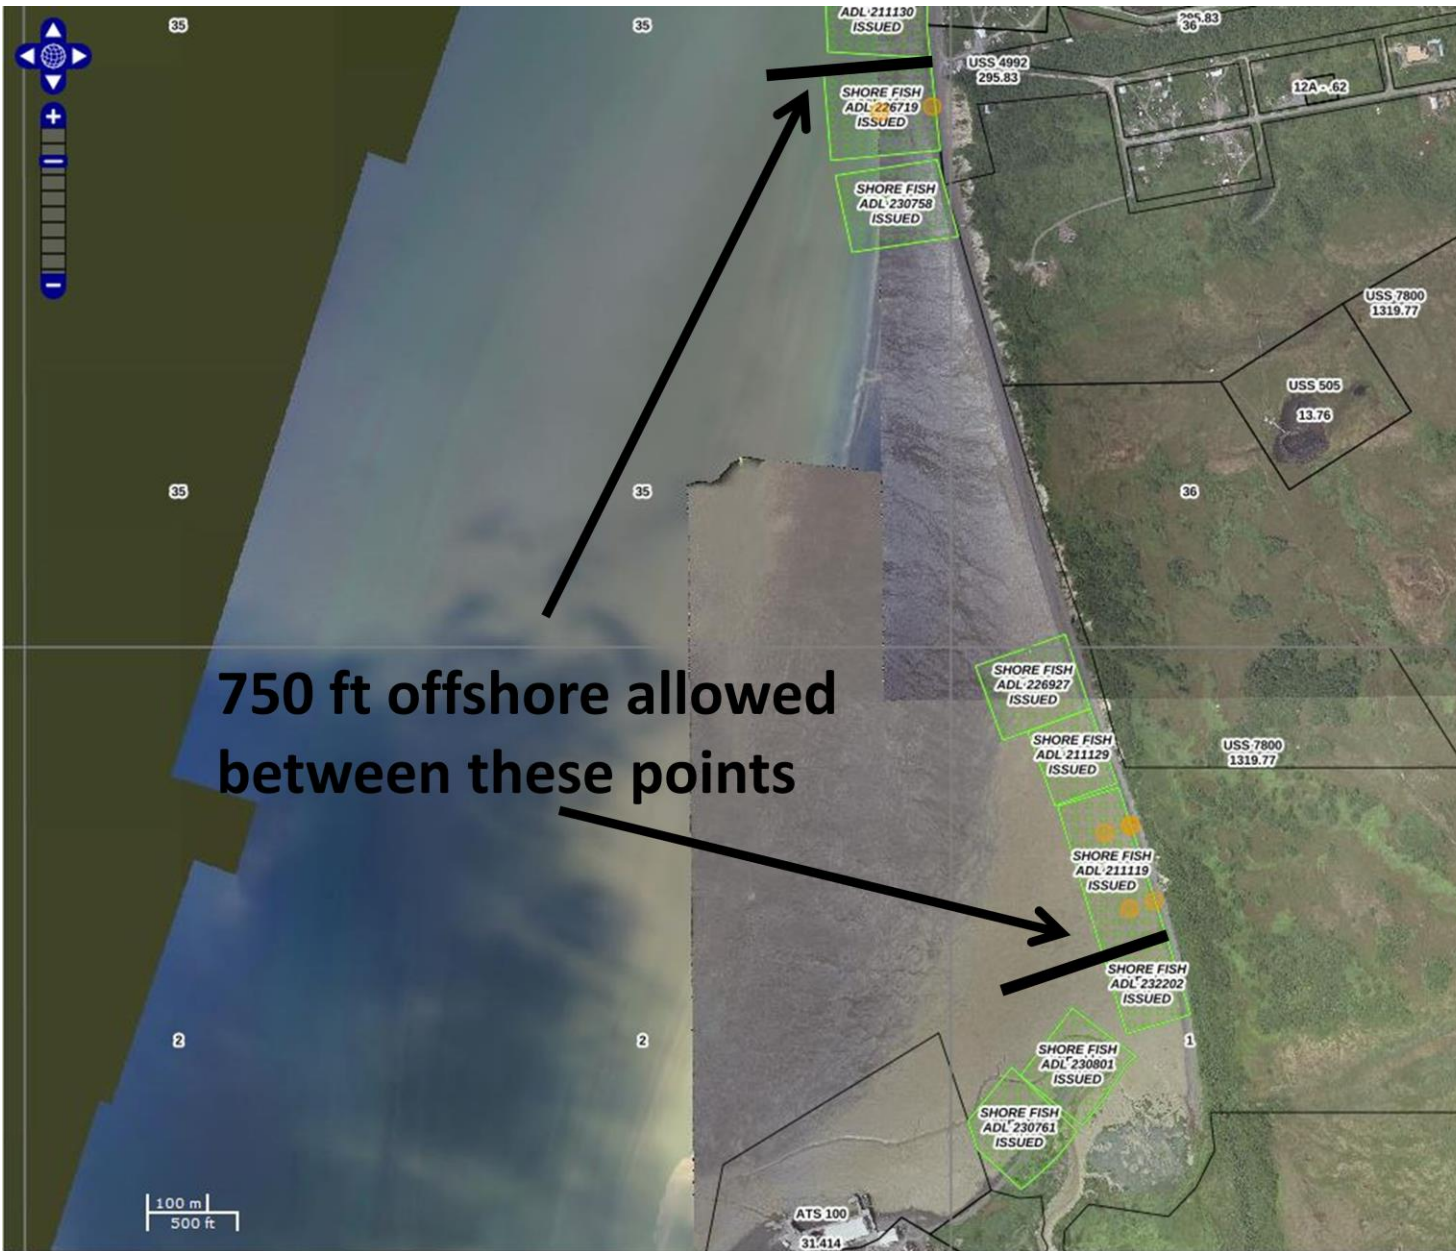 35
35
ADL 211130
ISSUED
295.83
36
USS 4992
295.83
+
12A - .62
SHORE FISH
ADL 226719
ISSUED
SHORE FISH
ADL 230758
ISSUED
USS 7800
1319.77
USS 505
13.76
35
35
36
750 ft offshore allowed
between these points
SHORE FISH
ADL 226927
ISSUED
SHORE FISH
ADL 211129
ISSUED
USS 7800
1319.77
SHORE FISH
ADL 211119
ISSUED
SHORE FISH
ADL 232202
ISSUED
2
2
1
SHORE FISH
ADL 230801
ISSUED
SHORE FISH
ADL 230761
ISSUED
100 m
500 ft
ATS 100
31.414